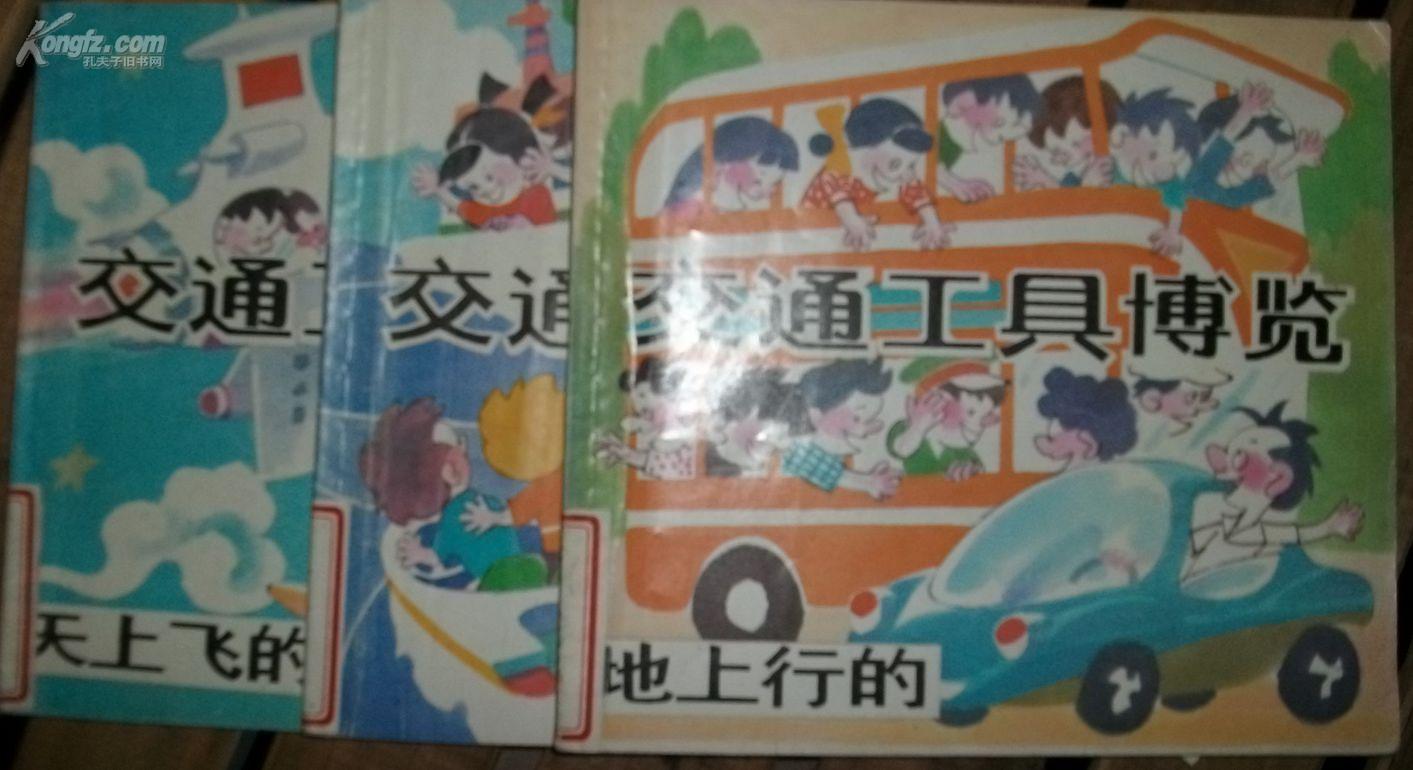 Kongfz.com
孔夫子旧书网
交通
天上飞的
交通
交通工具博览
地上行的